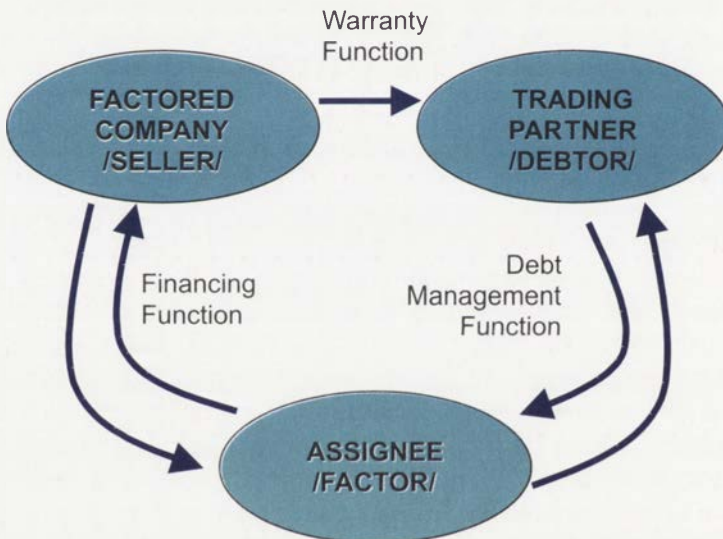 Warranty
Function
FACTORED
COMPANY
/SELLER/
TRADING
PARTNER
/DEBTOR/
Financing
Function
Debt
Management
Function
ASSIGNEE
/FACTOR/